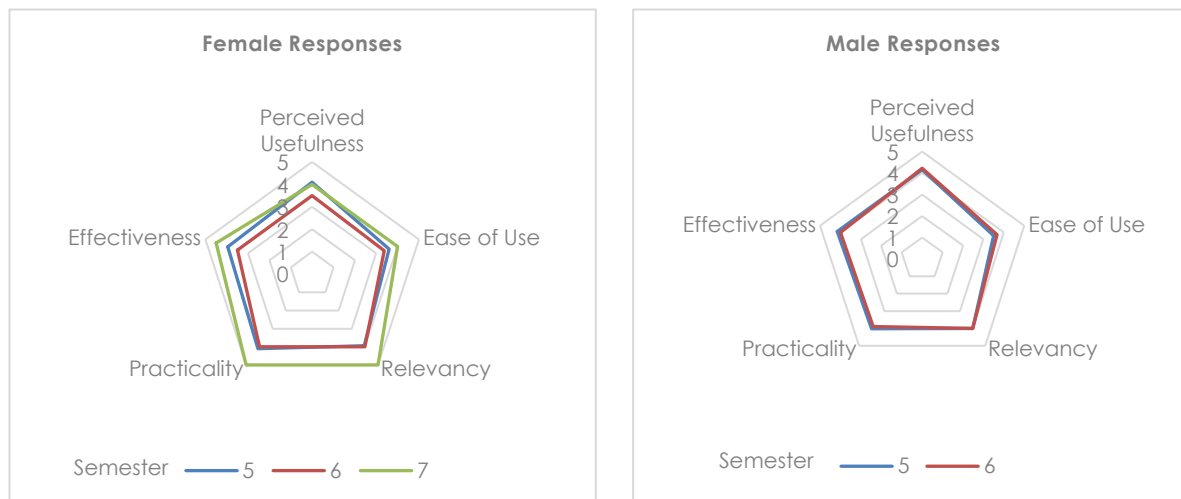 Female Responses
Perceived
Usefulness
5
4
3
2
1
0
Effectiveness
Ease of Use
Practicality
Relevancy
Semester 5 6 7
Male Responses
Perceived
Usefulness
5
4
3
2
1
0
Effectiveness
Ease of Use
Practicality
Relevancy
Semester 5 6